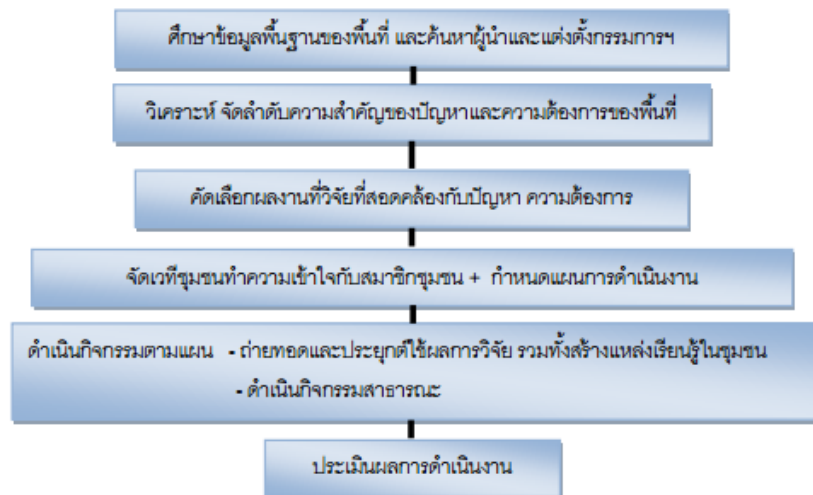 ศึกษาข้อมูลพื้นฐานของพื้นที่ และค้นหาผู้นำและแต่งตั้งกรรมการฯ
วิเคราะห์ จัดลำดับความสำคัญของปัญหาและความต้องการของพื้นที่
คัดเลือกผลงานที่วิจัยที่สอดคล้องกับปัญหา ความต้องการ
จัดเวทีชุมชนทำความเข้าใจกับสมาชิกชุมชน + กำหนดแผนการดำเนินงาน
ดำเนินกิจกรรมตามแผน - ถ่ายทอดและประยุกต์ใช้ผลการวิจัย รวมทั้งสร้างแหล่งเรียนรู้ในชุมชน
- ดำเนินกิจกรรมสาธารณะ
ประเมินผลการดำเนินงาน